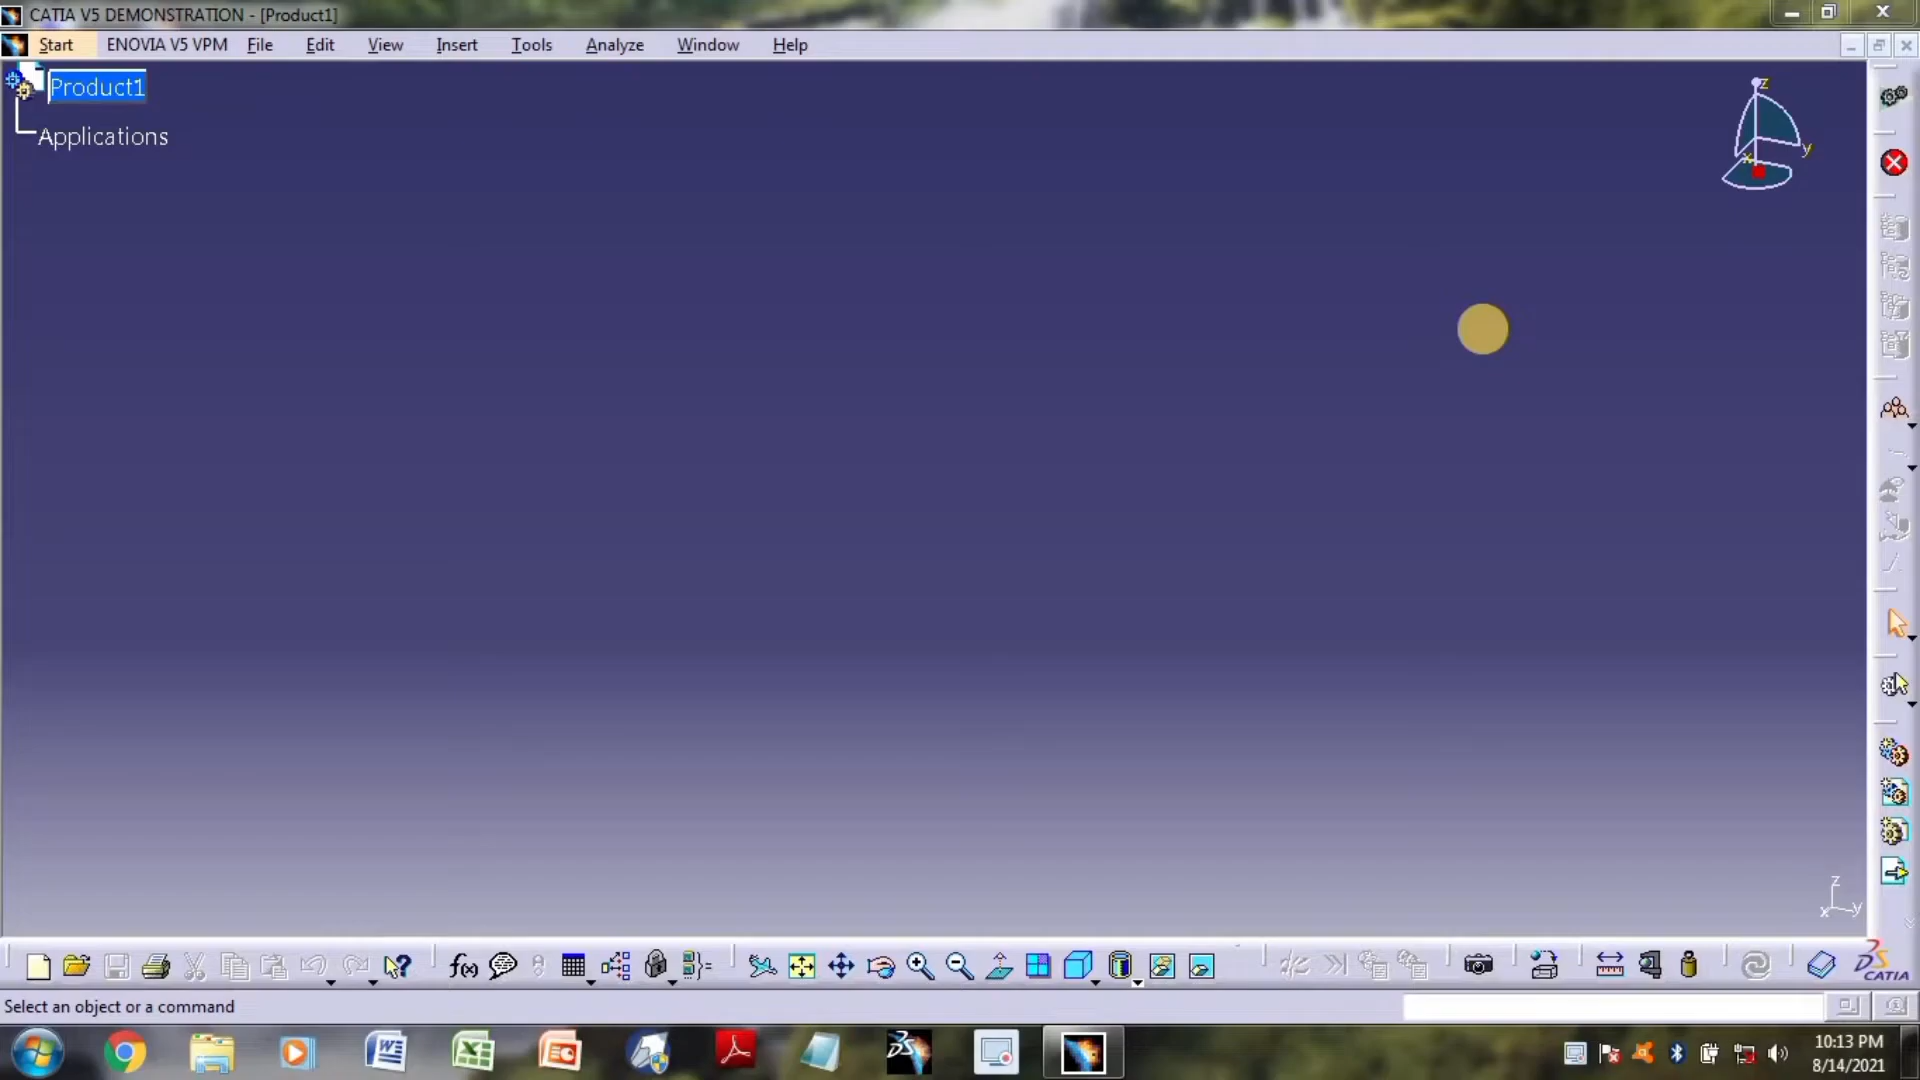 CATIA V5 DEMONSTRATION - [Product1]
Start ENOVIA V5 VPM File Edit View Insert Tools Analyze Window Help
Product1
Applications
z
y
x
z
x y
f(x)
CATIA
Select an object or a command
10:13 PM
8/14/2021